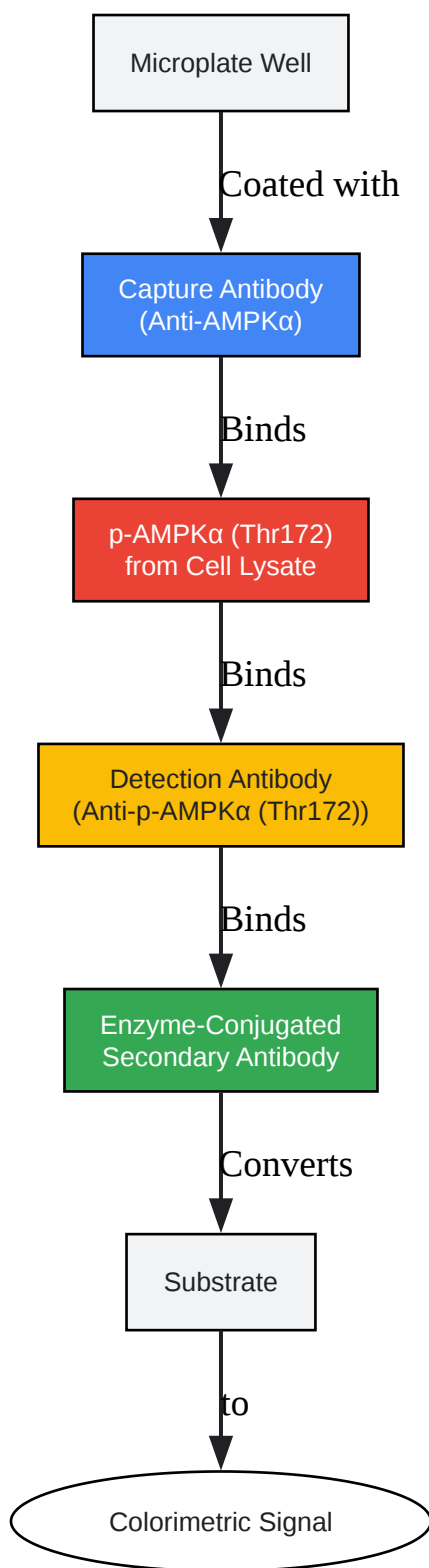 Microplate Well
Coated with
Capture Antibody
(Anti-AMPKα)
Binds
p-AMPKα (Thr172)
from Cell Lysate
Binds
Detection Antibody
(Anti-p-AMPKα (Thr172))
Binds
Enzyme-Conjugated
Secondary Antibody
Converts
Substrate
to
Colorimetric Signal